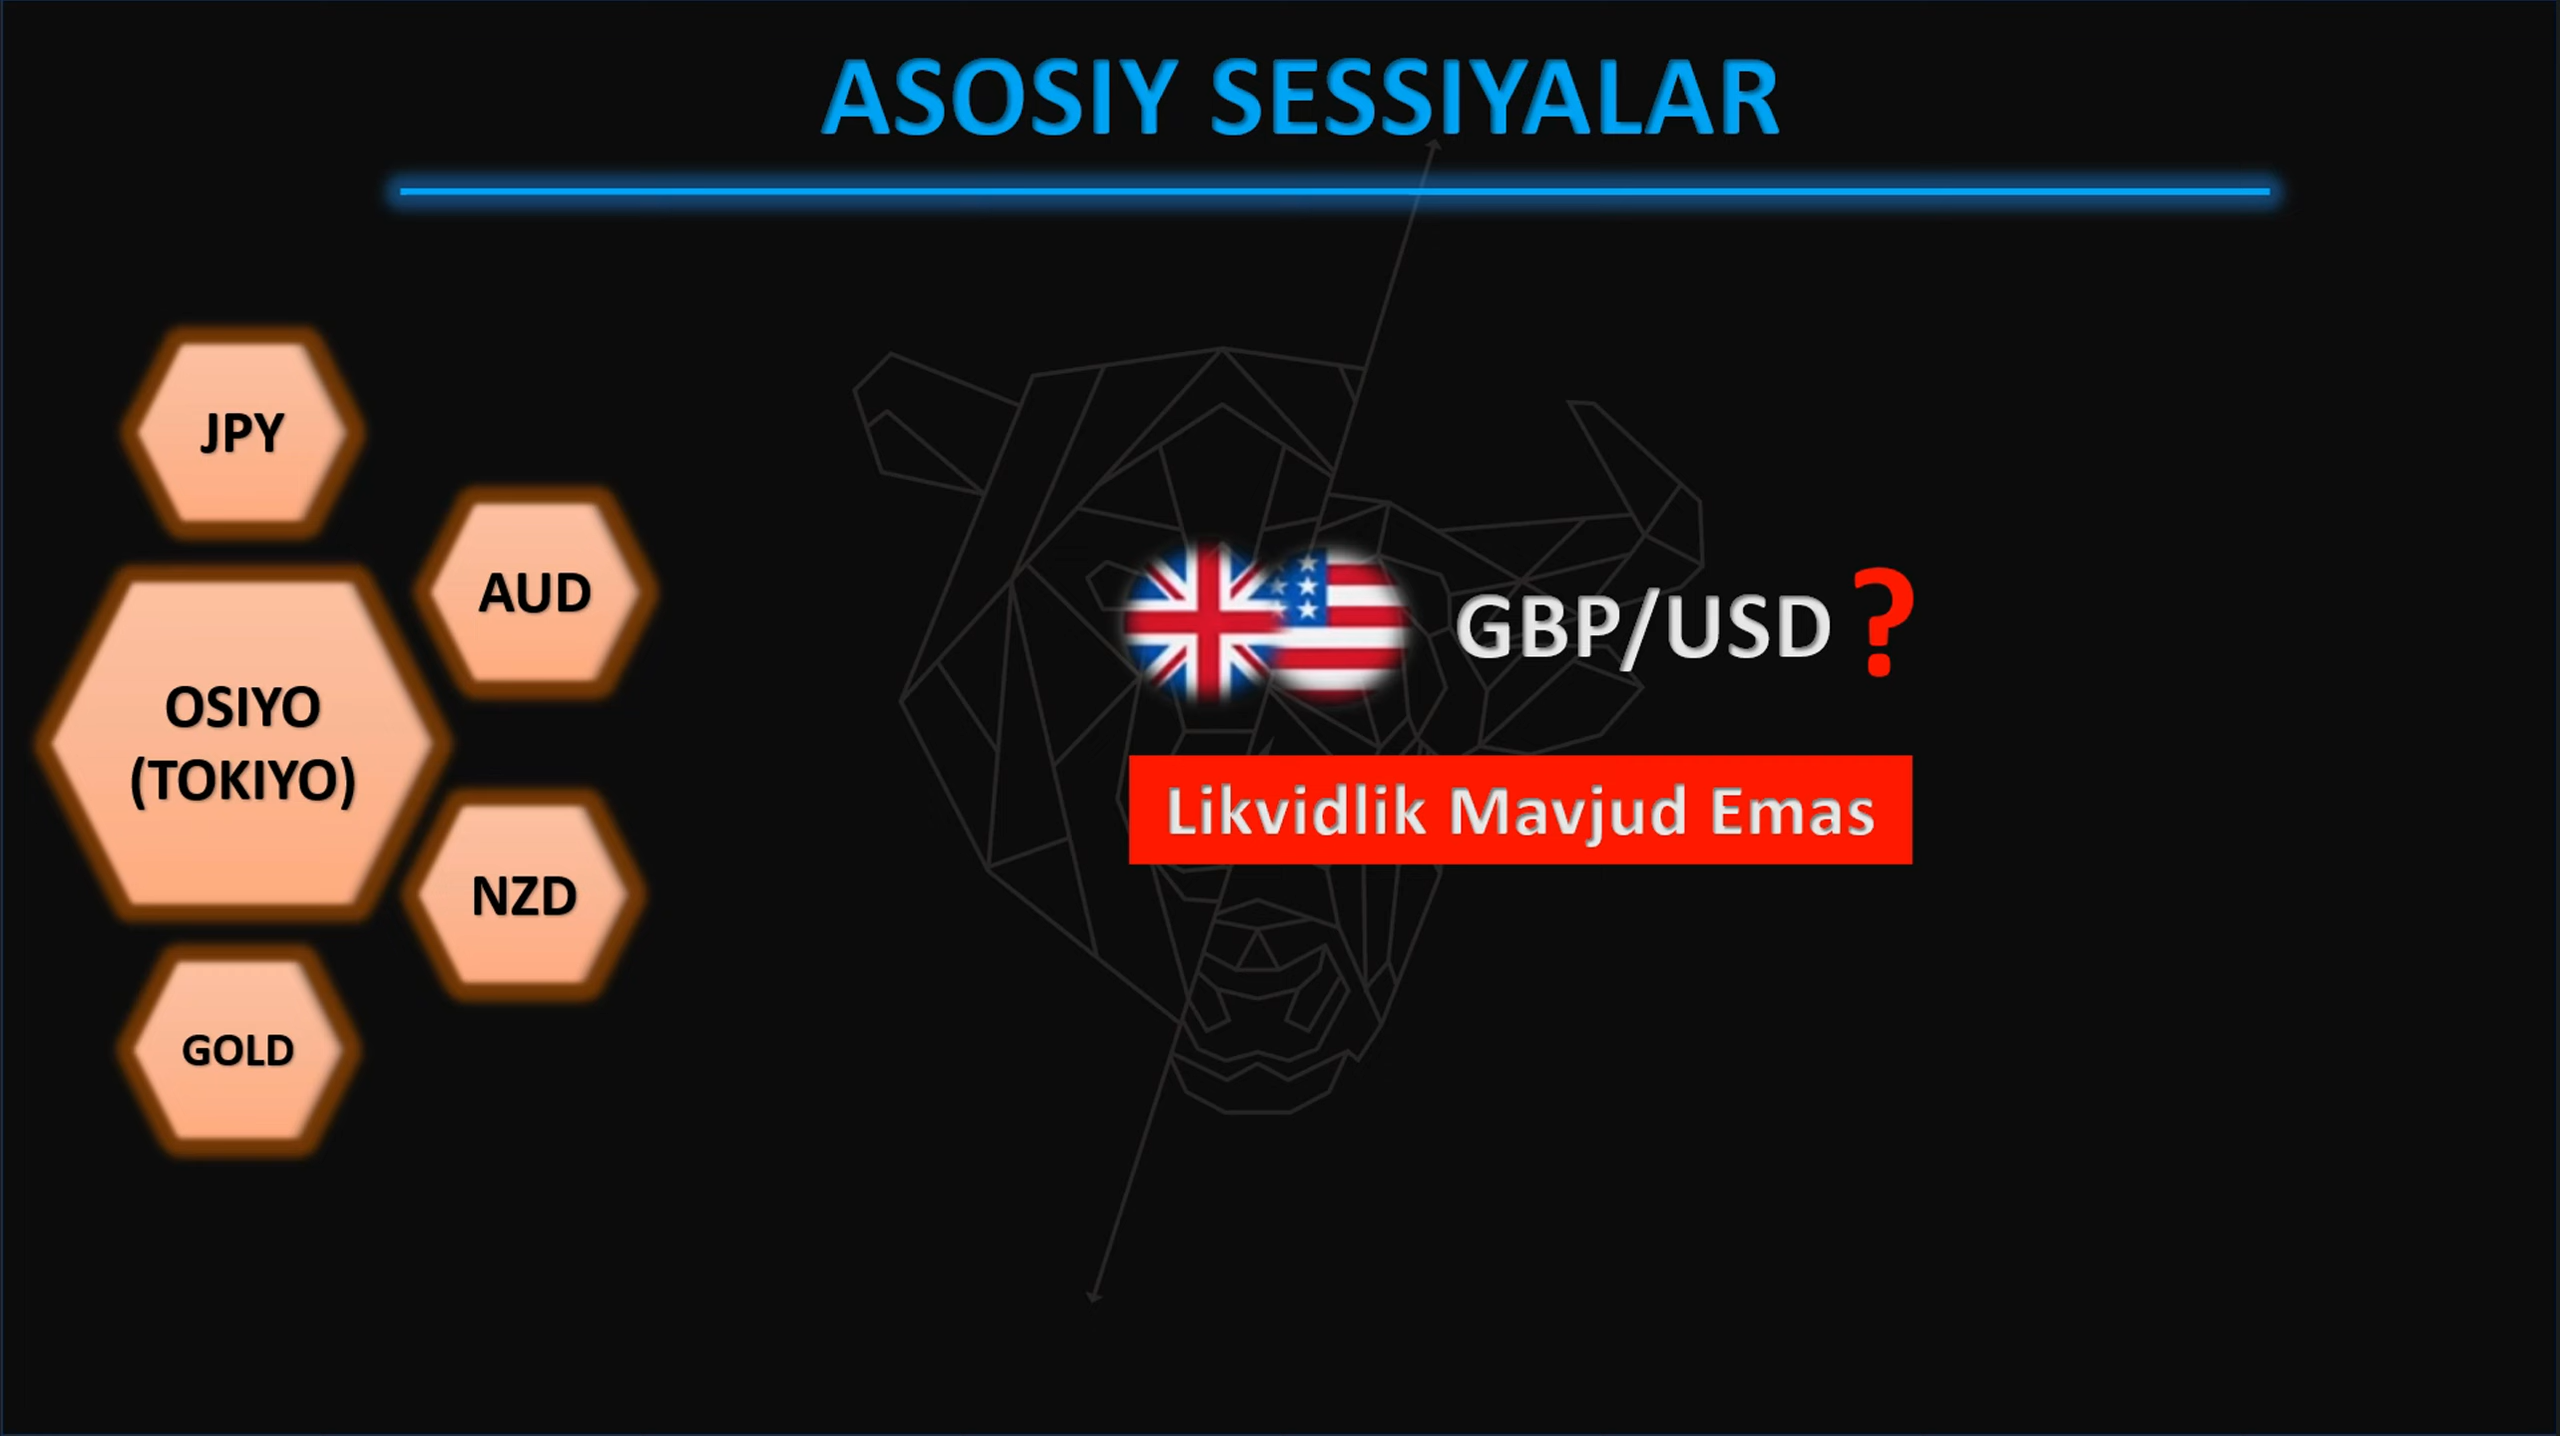 ASOSIY SESSIYALAR
JPY
AUD
OSIYO
(TOKIYO)
NZD
GOLD
GBP/USD?
Likvidlik Mavjud Emas